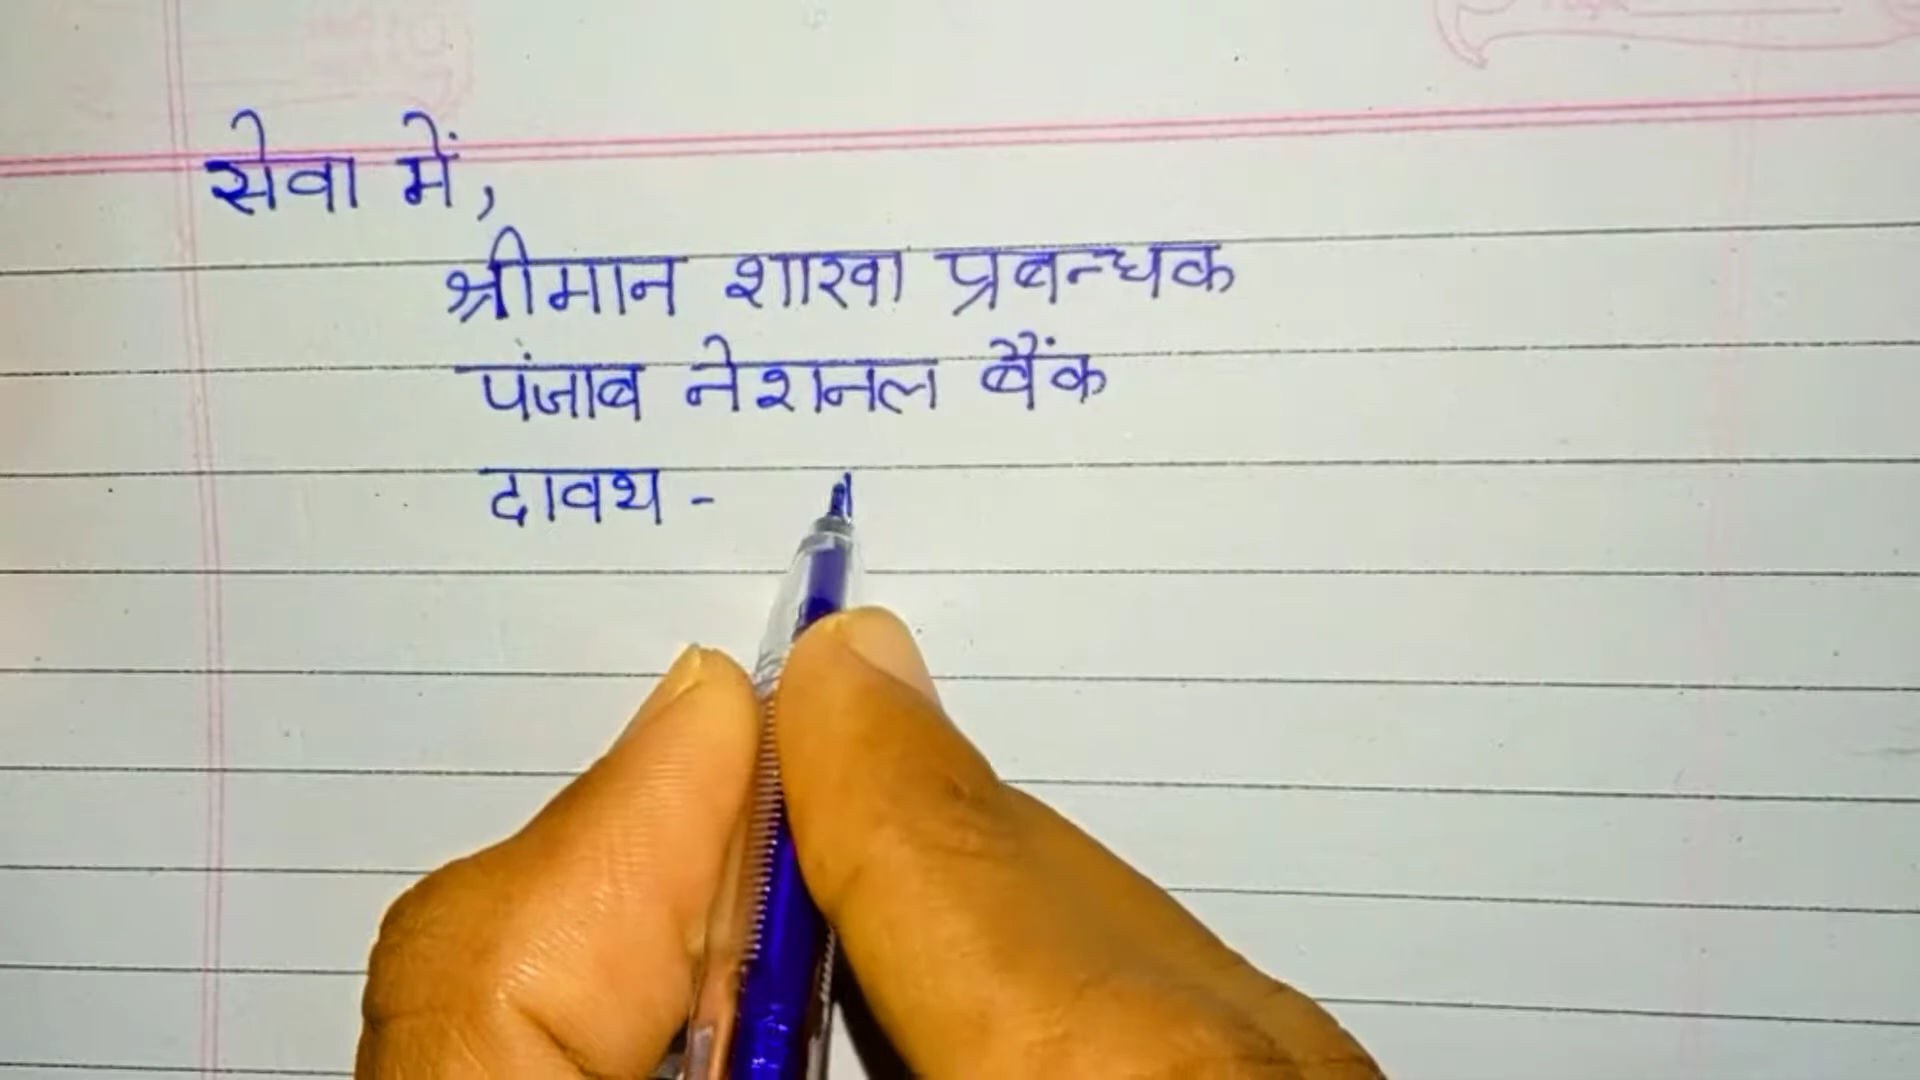 सेवा में,
श्रीमान शाखा प्रबन्धक
पंजाब नेशनल बैंक
दावथ -